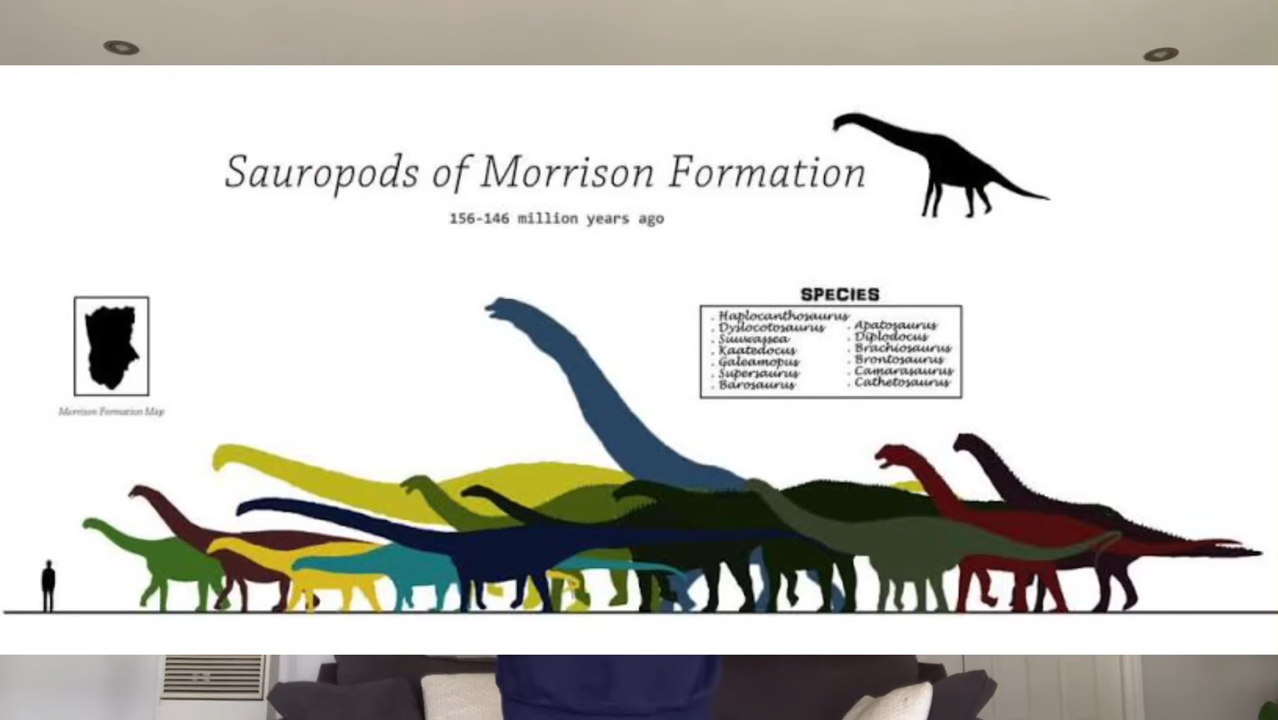 Sauropods of Morrison Formation
156-146 million years ago
SPECIES
. Haplocanthosaurus
. Dyslocotosaurus
. Suuwassea
. Kaatedocus
. Galeamopus
. Supersaurus
. Barosaurus
. Apatosaurus
. Diplodocus
. Brachiosaurus
. Brontosaurus
. Camarasaurus
. Cathetosaurus
Morrison Formation Map